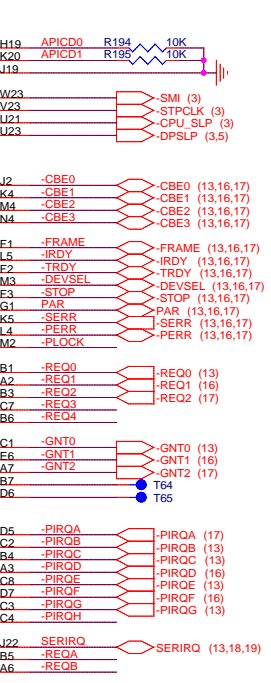 H19 APICD0 R194 10K
K20 APICD1 R195 10K
J19
W23 -SMI (3)
V23 -STPCLK (3)
U21 -CPU_SLP (3)
U23 -DPSLP (3,5)
J2 -CBE0 -CBE0 (13,16,17)
K4 -CBE1 -CBE1 (13,16,17)
M4 -CBE2 -CBE2 (13,16,17)
N4 -CBE3 -CBE3 (13,16,17)
F1 -FRAME -FRAME (13,16,17)
L5 -IRDY -IRDY (13,16,17)
F2 -TRDY -TRDY (13,16,17)
M3 -DEVSEL -DEVSEL (13,16,17)
F3 -STOP -STOP (13,16,17)
G1 PAR PAR (13,16,17)
K5 -SERR -SERR (13,16,17)
L4 -PERR -PERR (13,16,17)
M2 -PLOCK
B1 -REQ0 -REQ0 (13)
A2 -REQ1 -REQ1 (16)
B3 -REQ2 -REQ2 (17)
C7 -REQ3
B6 -REQ4
C1 -GNT0 -GNT0 (13)
E6 -GNT1 -GNT1 (16)
A7 -GNT2 -GNT2 (17)
B7 T64
D6 T65
D5 -PIRQA -PIRQA (17)
C2 -PIRQB -PIRQB (13)
B4 -PIRQC -PIRQC (13)
A3 -PIRQD -PIRQD (16)
C8 -PIRQE -PIRQE (13)
D7 -PIRQF -PIRQF (16)
C3 -PIRQG -PIRQG (13)
C4 -PIRQH
J22 SERIRQ SERIRQ (13,18,19)
B5 -REQA
A6 -REQB